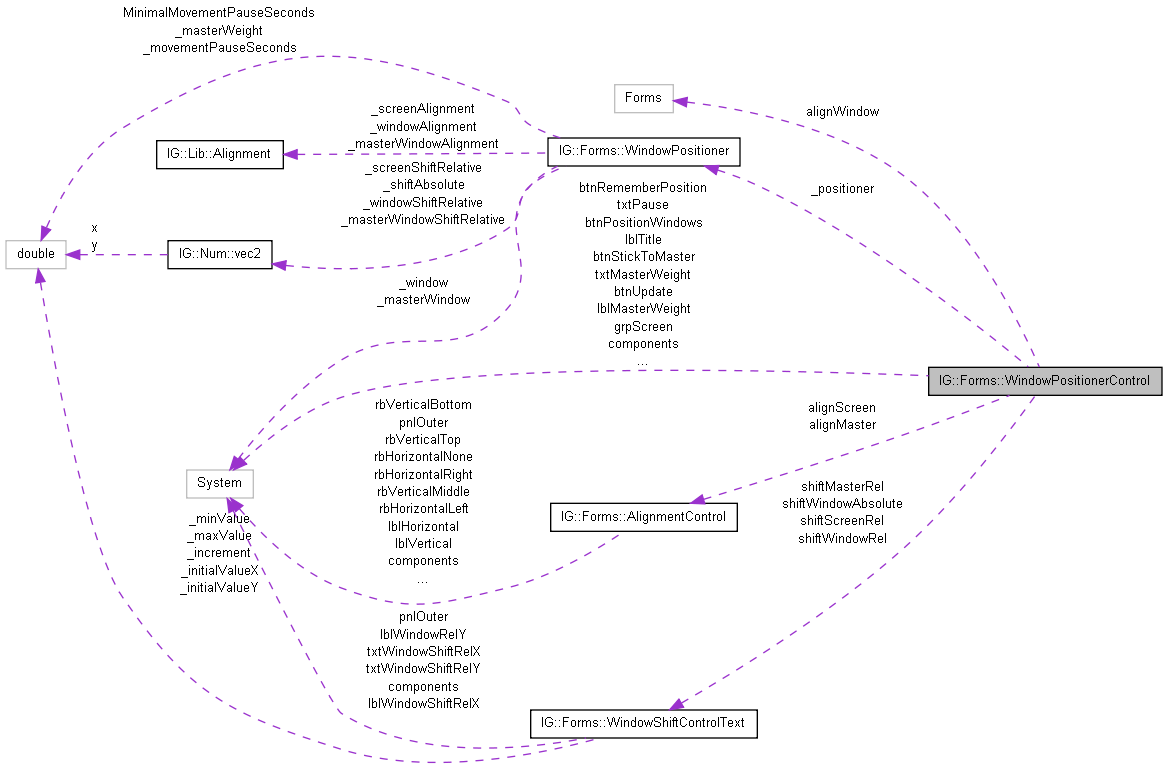 MinimalMovementPauseSeconds
_masterWeight
_movementPauseSeconds
Forms
alignWindow
_screenAlignment
_windowAlignment
_masterWindowAlignment
IG::Lib::Alignment
IG::Forms::WindowPositioner
_screenShiftRelative
_shiftAbsolute
_windowShiftRelative
_masterWindowShiftRelative
_positioner
x
y
double
IG::Num::vec2
_window
_masterWindow
btnRememberPosition
txtPause
btnPositionWindows
lblTitle
btnStickToMaster
txtMasterWeight
btnUpdate
lblMasterWeight
grpScreen
components
...
IG::Forms::WindowPositionerControl
rbVerticalBottom
pnlOuter
rbVerticalTop
rbHorizontalNone
rbHorizontalRight
rbVerticalMiddle
rbHorizontalLeft
lblHorizontal
lblVertical
components
...
alignScreen
alignMaster
System
IG::Forms::AlignmentControl
shiftMasterRel
shiftWindowAbsolute
shiftScreenRel
shiftWindowRel
_minValue
_maxValue
_increment
_initialValueX
_initialValueY
pnlOuter
lblWindowRelY
txtWindowShiftRelX
txtWindowShiftRelY
components
lblWindowShiftRelX
IG::Forms::WindowShiftControlText